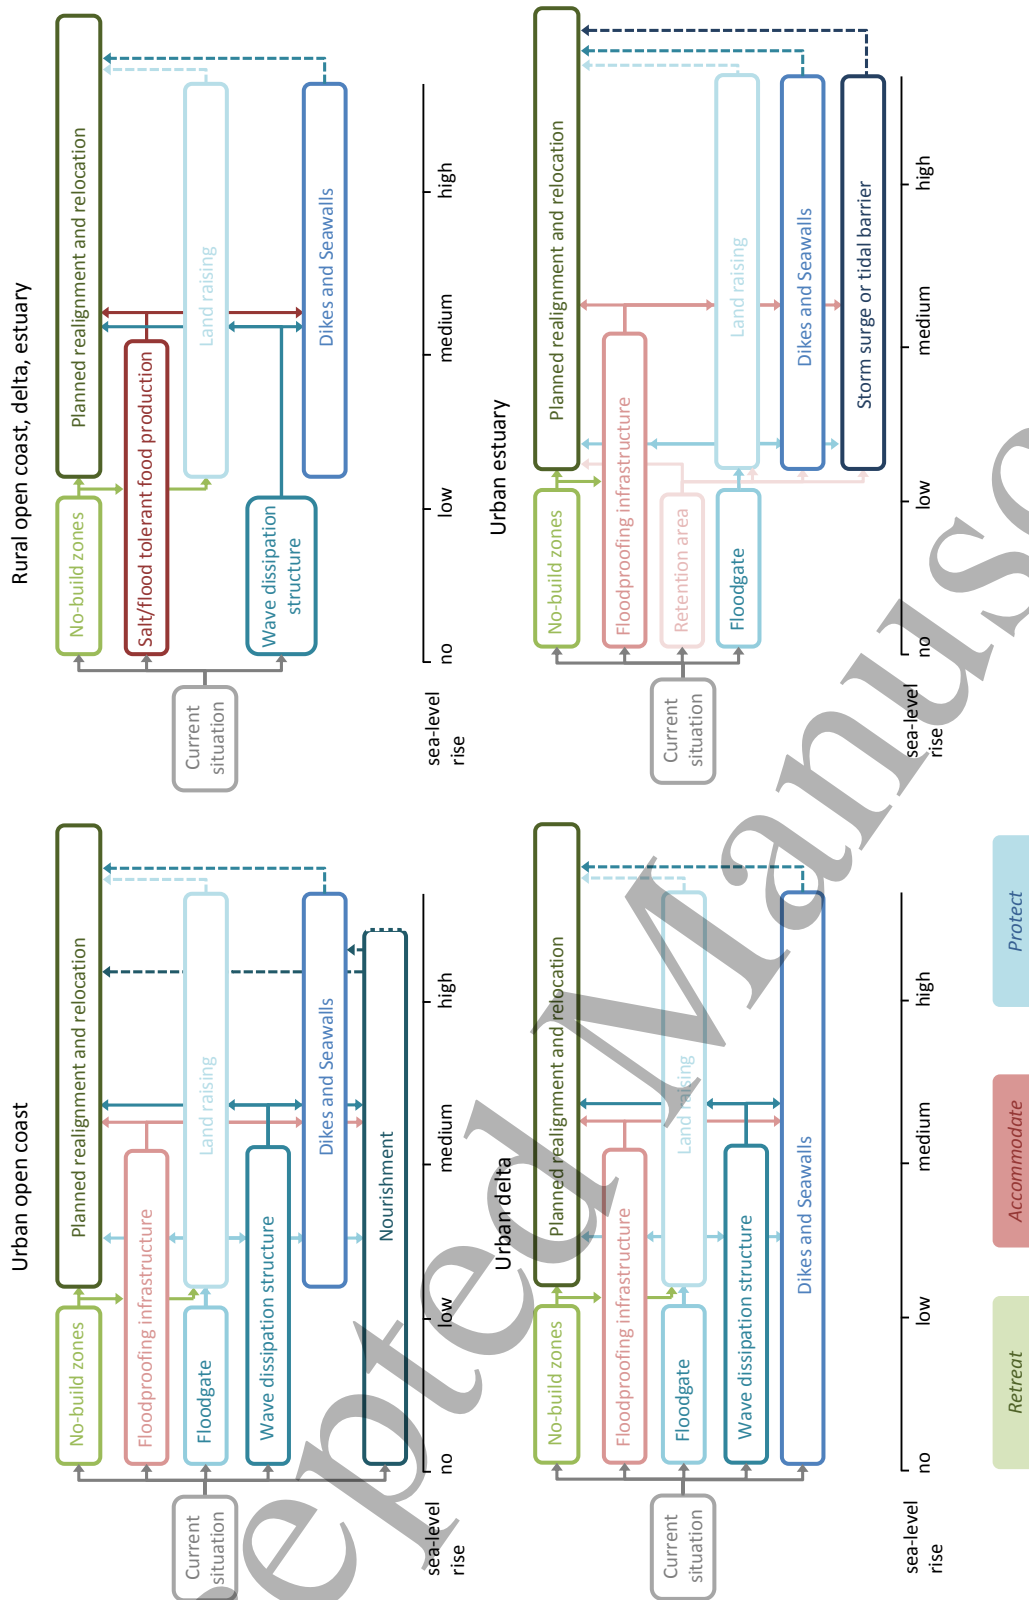 Urban open coast
Current
situation
No-build zones
Planned realignment and relocation
Floodproofing infrastructure
Floodgate
Land raising
Wave dissipation structure
Dikes and Seawalls
Nourishment
sea-level
rise
no
low
medium
high
Rural open coast, delta, estuary
Current
situation
No-build zones
Planned realignment and relocation
Salt/flood tolerant food production
Land raising
Wave dissipation
structure
Dikes and Seawalls
sea-level
rise
no
low
medium
high
Urban delta
Current
situation
No-build zones
Planned realignment and relocation
Floodproofing infrastructure
Floodgate
Land raising
Wave dissipation structure
Dikes and Seawalls
sea-level
rise
no
low
medium
high
Urban estuary
Current
situation
No-build zones
Planned realignment and relocation
Floodproofing infrastructure
Retention area
Floodgate
Land raising
Dikes and Seawalls
Storm surge or tidal barrier
sea-level
rise
no
low
medium
high
Retreat
Accommodate
Protect
cepted Manusc